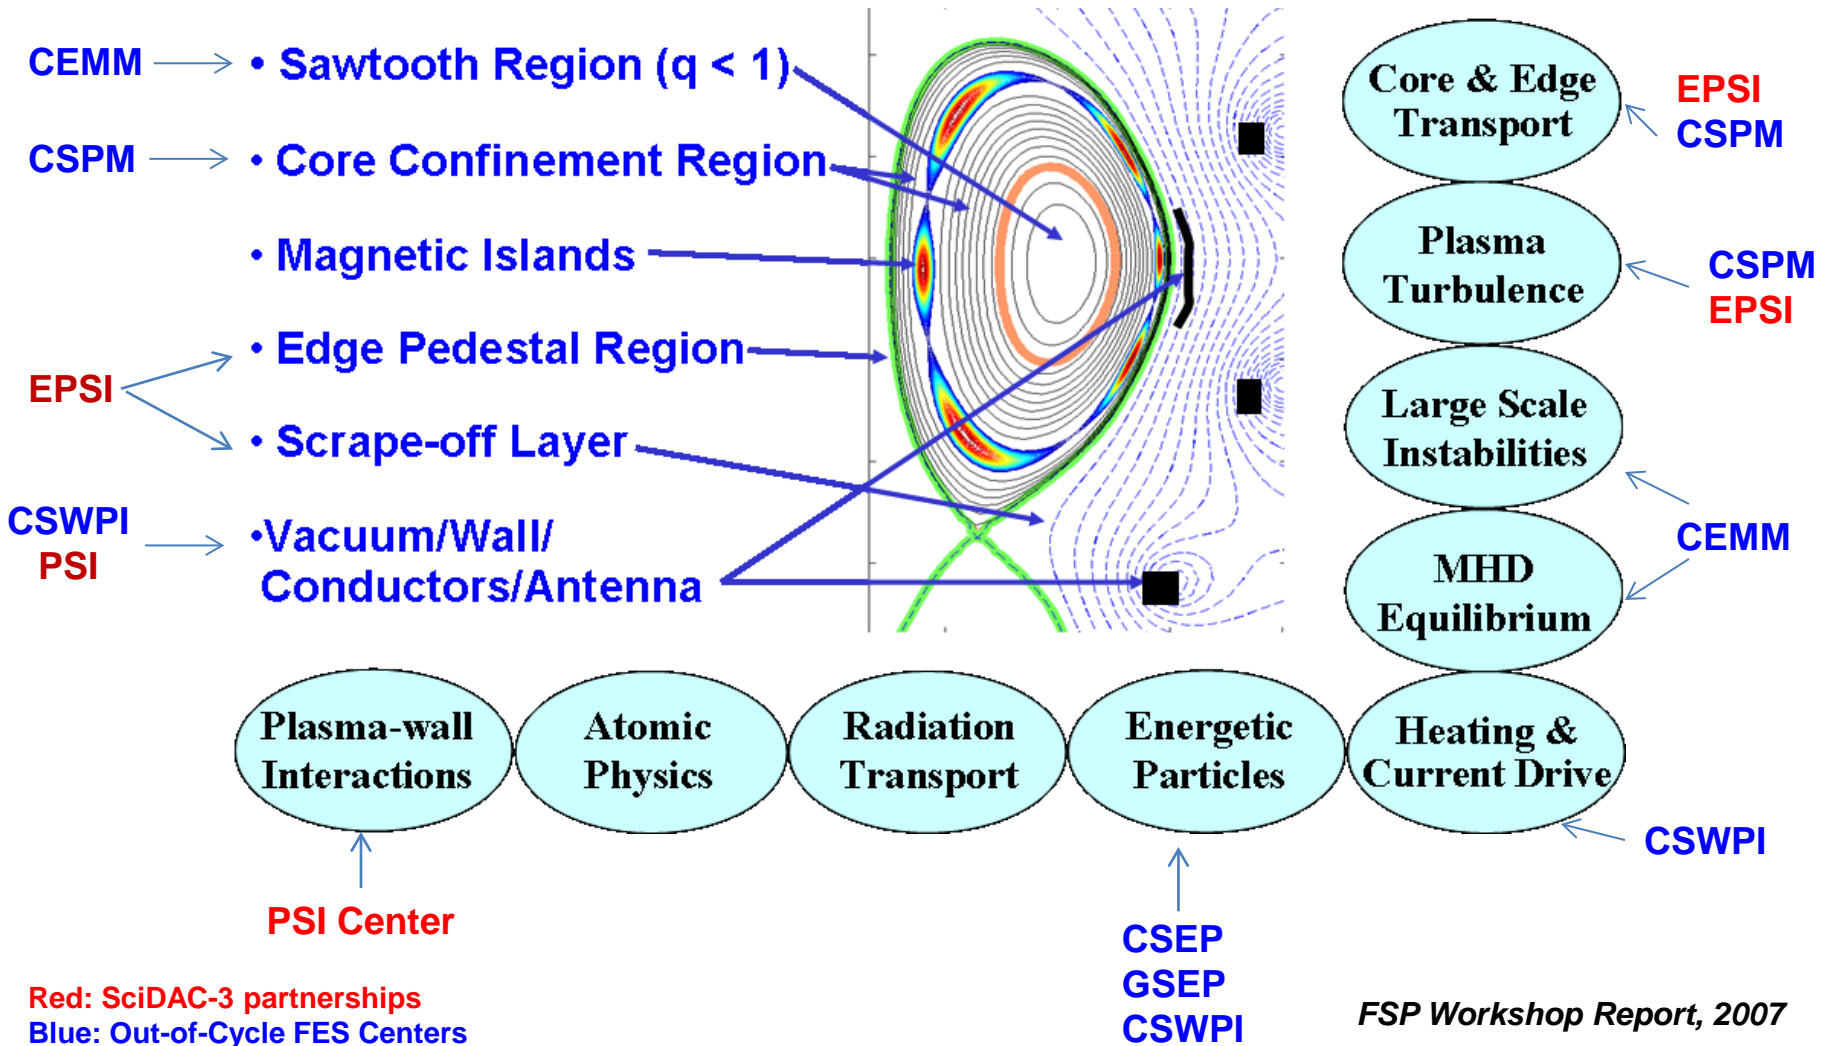 CEMM
• Sawtooth Region (q < 1)
CSPM
• Core Confinement Region
• Magnetic Islands
EPSI
• Edge Pedestal Region
• Scrape-off Layer
CSWPI
PSI
•Vacuum/Wall/
Conductors/Antenna
Core & Edge
Transport
EPSI
CSPM
Plasma
Turbulence
CSPM
EPSI
Large Scale
Instabilities
CEMM
MHD
Equilibrium
Plasma-wall
Interactions
Atomic
Physics
Radiation
Transport
Energetic
Particles
Heating &
Current Drive
CSWPI
PSI Center
CSEP
GSEP
CSWPI
Red: SciDAC-3 partnerships
Blue: Out-of-Cycle FES Centers
FSP Workshop Report, 2007